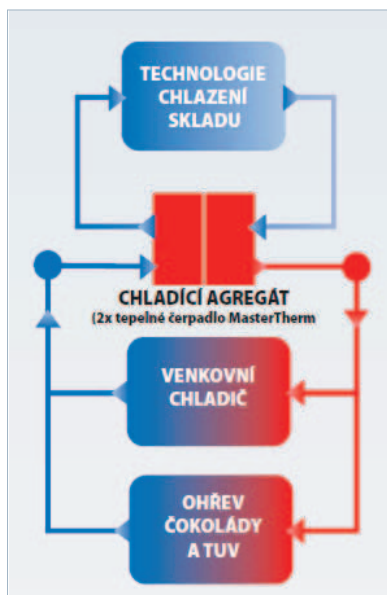 TECHNOLOGIE
CHLAZENÍ
SKLADU
CHLADÍCÍ AGREGÁT
(2x tepelné čerpadlo MasterTherm
VENKOVNÍ
CHLADIČ
OHŘEV
ČOKOLÁDY
A TUV